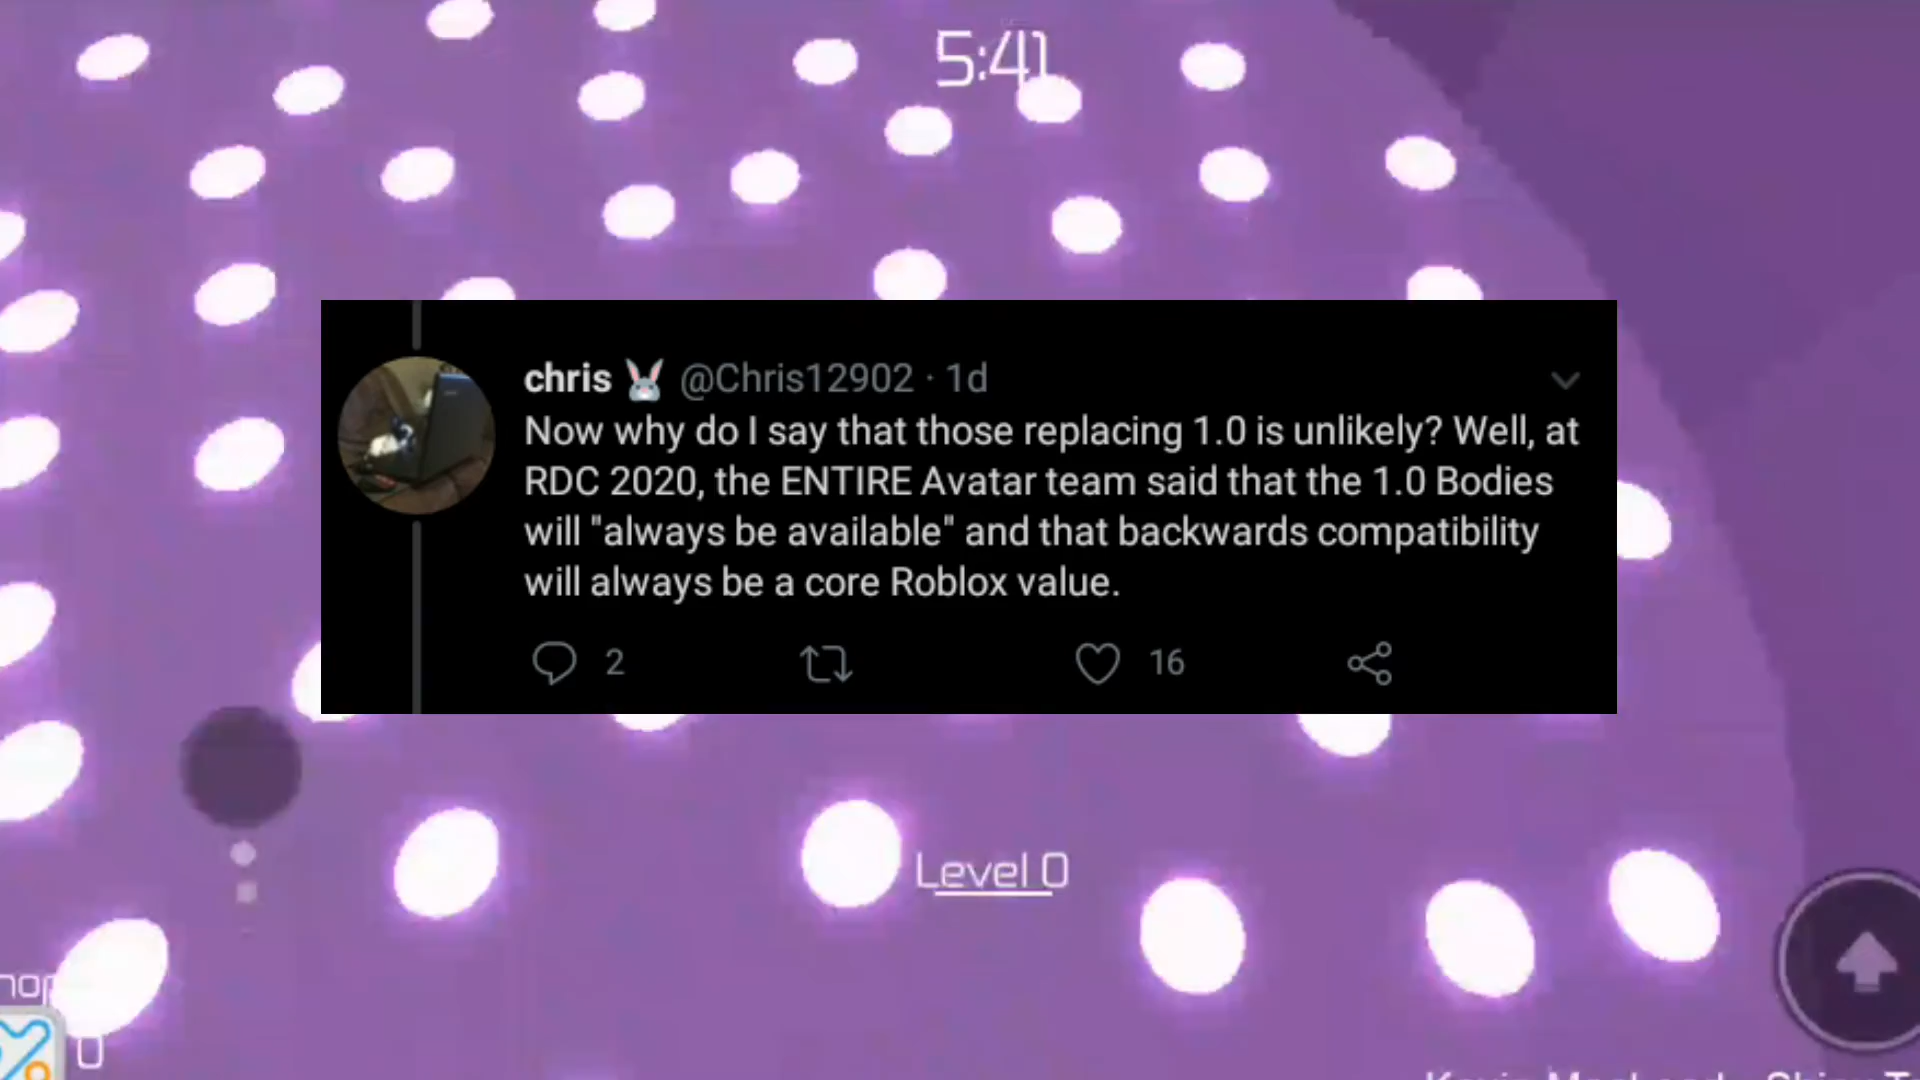 5:41
chris 🐰 @Chris12902 · 1d
Now why do I say that those replacing 1.0 is unlikely? Well, at
RDC 2020, the ENTIRE Avatar team said that the 1.0 Bodies
will "always be available" and that backwards compatibility
will always be a core Roblox value.
2 16
Level 0
0